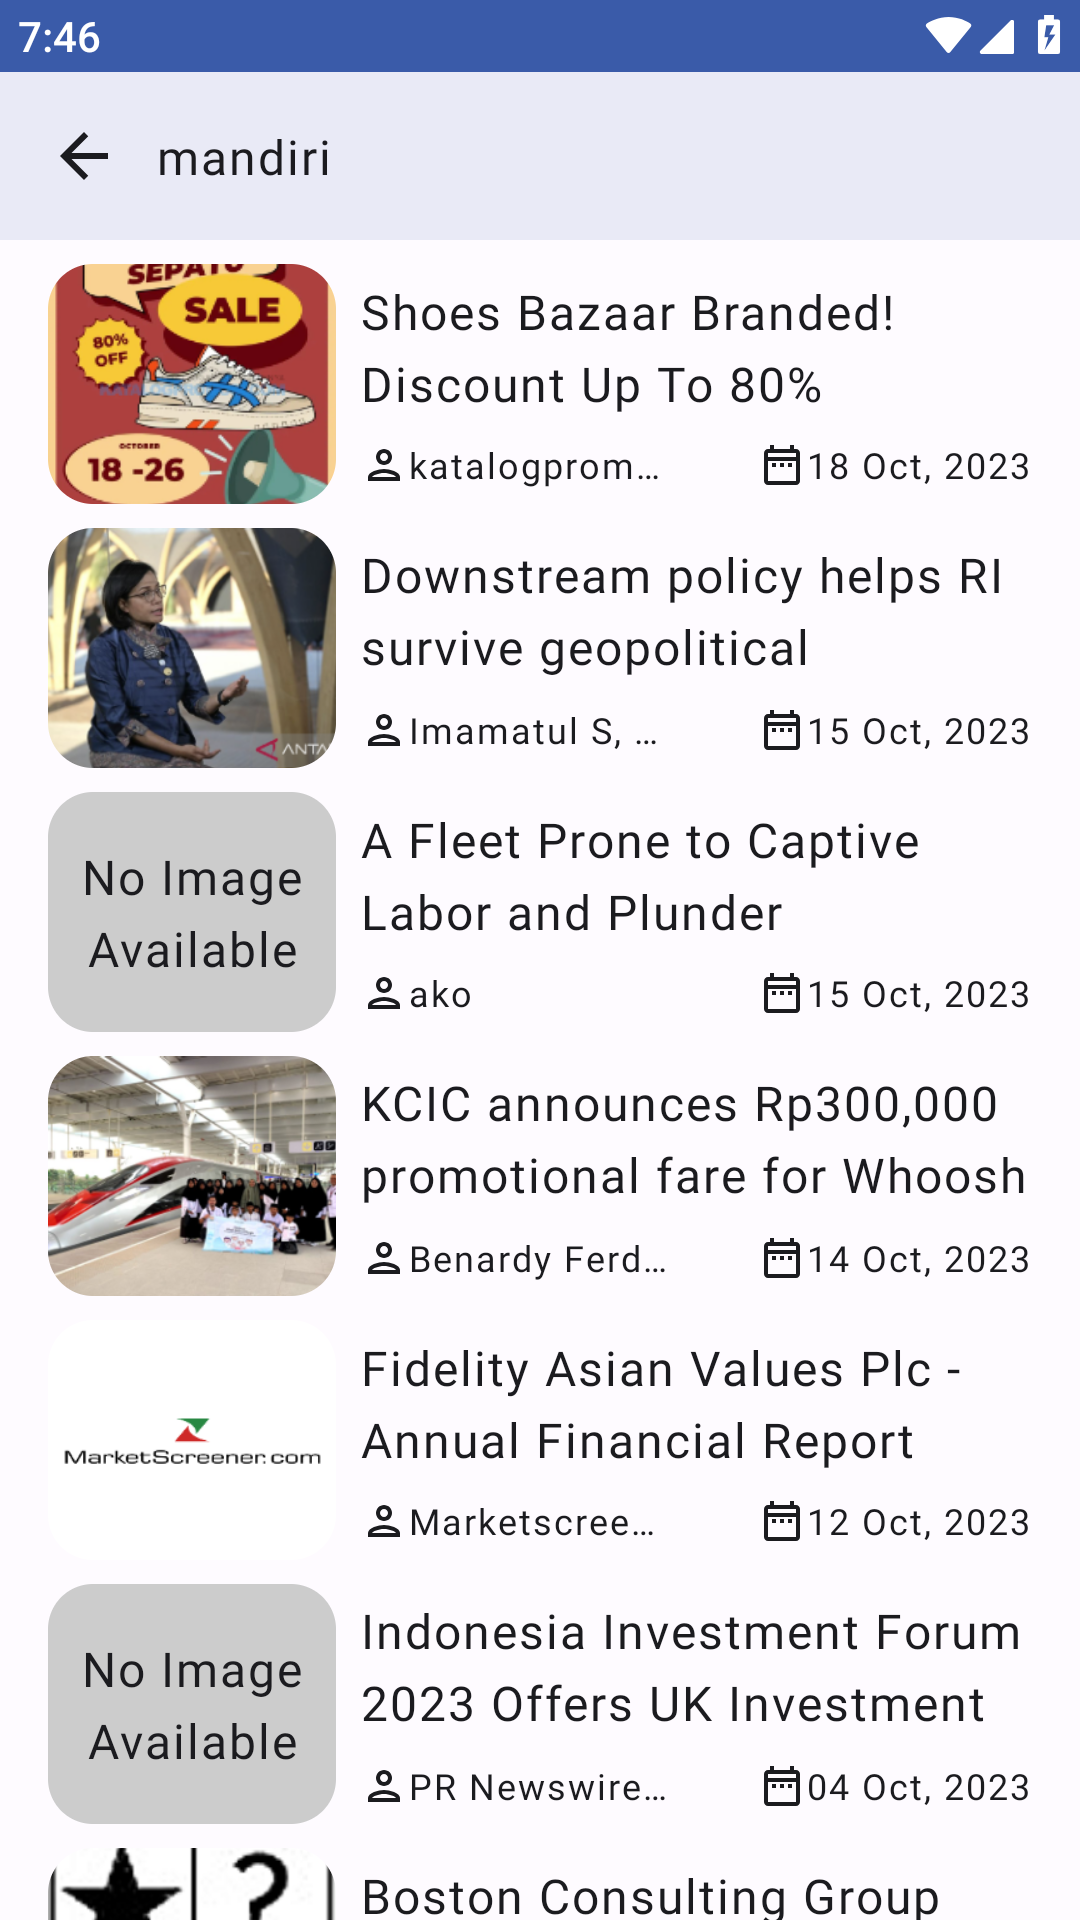 7:46
mandiri
SEPATU
SALE
80%
OFF
OCTOBER
18 -26
Shoes Bazaar Branded!
Discount Up To 80%
katalogprom…
18 Oct, 2023
ANTA
Downstream policy helps RI
survive geopolitical
Imamatul S, …
15 Oct, 2023
No Image
Available
A Fleet Prone to Captive
Labor and Plunder
ako
15 Oct, 2023
KCIC announces Rp300,000
promotional fare for Whoosh
Benardy Ferd…
14 Oct, 2023
MarketScreener.com
Fidelity Asian Values Plc -
Annual Financial Report
Marketscree…
12 Oct, 2023
No Image
Available
Indonesia Investment Forum
2023 Offers UK Investment
PR Newswire…
04 Oct, 2023
?
Boston Consulting Group